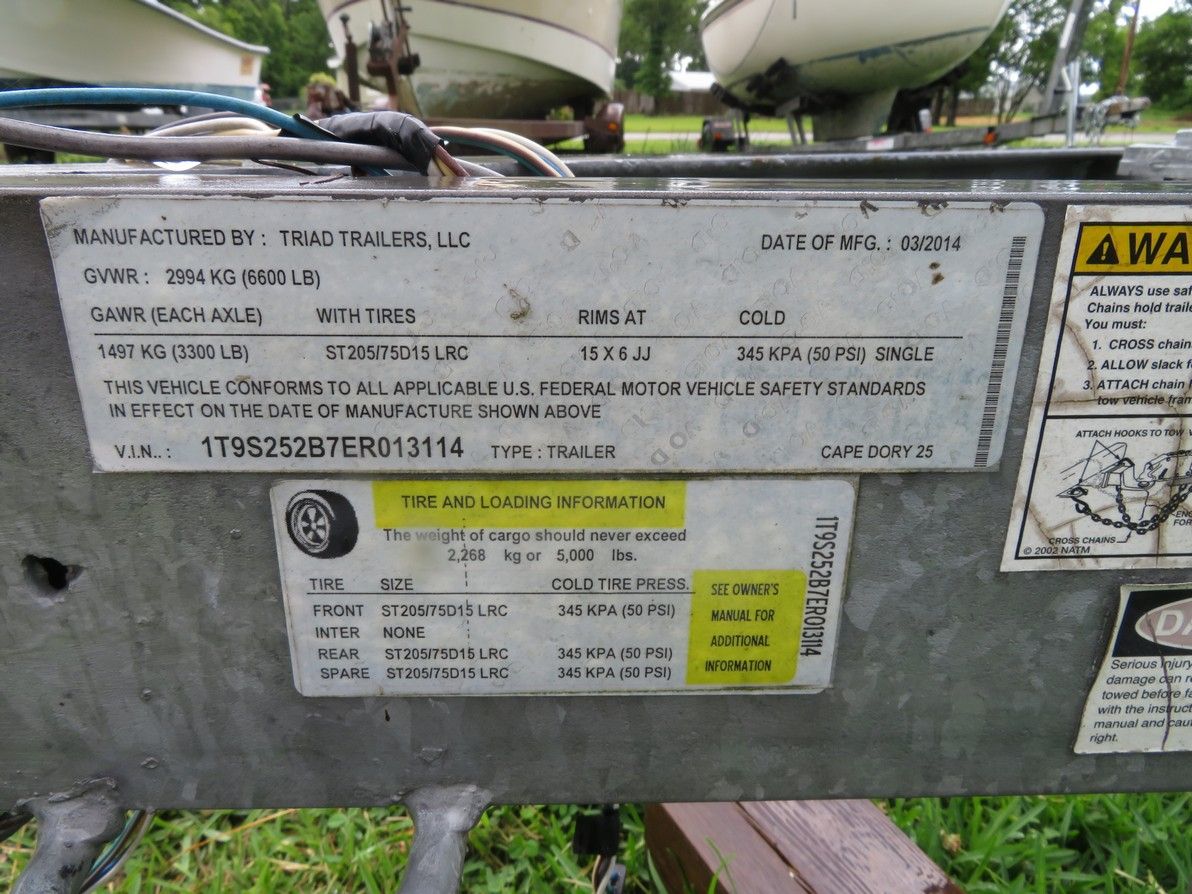 MANUFACTURED BY : TRIAD TRAILERS, LLC DATE OF MFG. : 03/2014
GVWR : 2994 KG (6600 LB)
GAWR (EACH AXLE) WITH TIRES RIMS AT COLD
1497 KG (3300 LB) ST205/75D15 LRC 15 X 6 JJ 345 KPA (50 PSI) SINGLE
THIS VEHICLE CONFORMS TO ALL APPLICABLE U.S. FEDERAL MOTOR VEHICLE SAFETY STANDARDS
IN EFFECT ON THE DATE OF MANUFACTURE SHOWN ABOVE
V.I.N.. : 1T9S252B7ER013114 TYPE : TRAILER CAPE DORY 25
TIRE AND LOADING INFORMATION
The weight of cargo should never exceed
2,268 kg or 5,000 lbs.
TIRE SIZE COLD TIRE PRESS.
FRONT ST205/75D15 LRC 345 KPA (50 PSI)
INTER NONE
REAR ST205/75D15 LRC 345 KPA (50 PSI)
SPARE ST205/75D15 LRC 345 KPA (50 PSI)
SEE OWNER'S
MANUAL FOR
ADDITIONAL
INFORMATION
1T9S252B7ER013114
WA
ALWAYS use saf
Chains hold traile
You must:
1. CROSS chain
2. ALLOW slack f
3. ATTACH chain
tow vehicle fram
ATTACH HOOKS TO TOW V
CROSS CHAINS
© 2002 NATM
DA
Serious injury
damage can re
towed before fa
with the instruct
manual and cau
right.